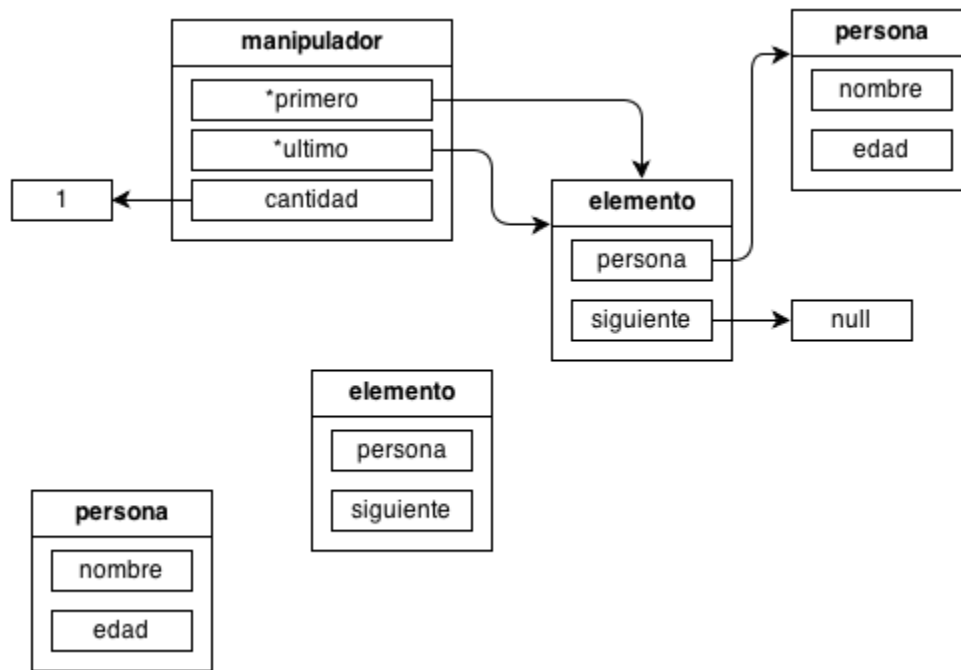 manipulador
*primero
*ultimo
cantidad
1
persona
nombre
edad
elemento
persona
siguiente
null
elemento
persona
siguiente
persona
nombre
edad